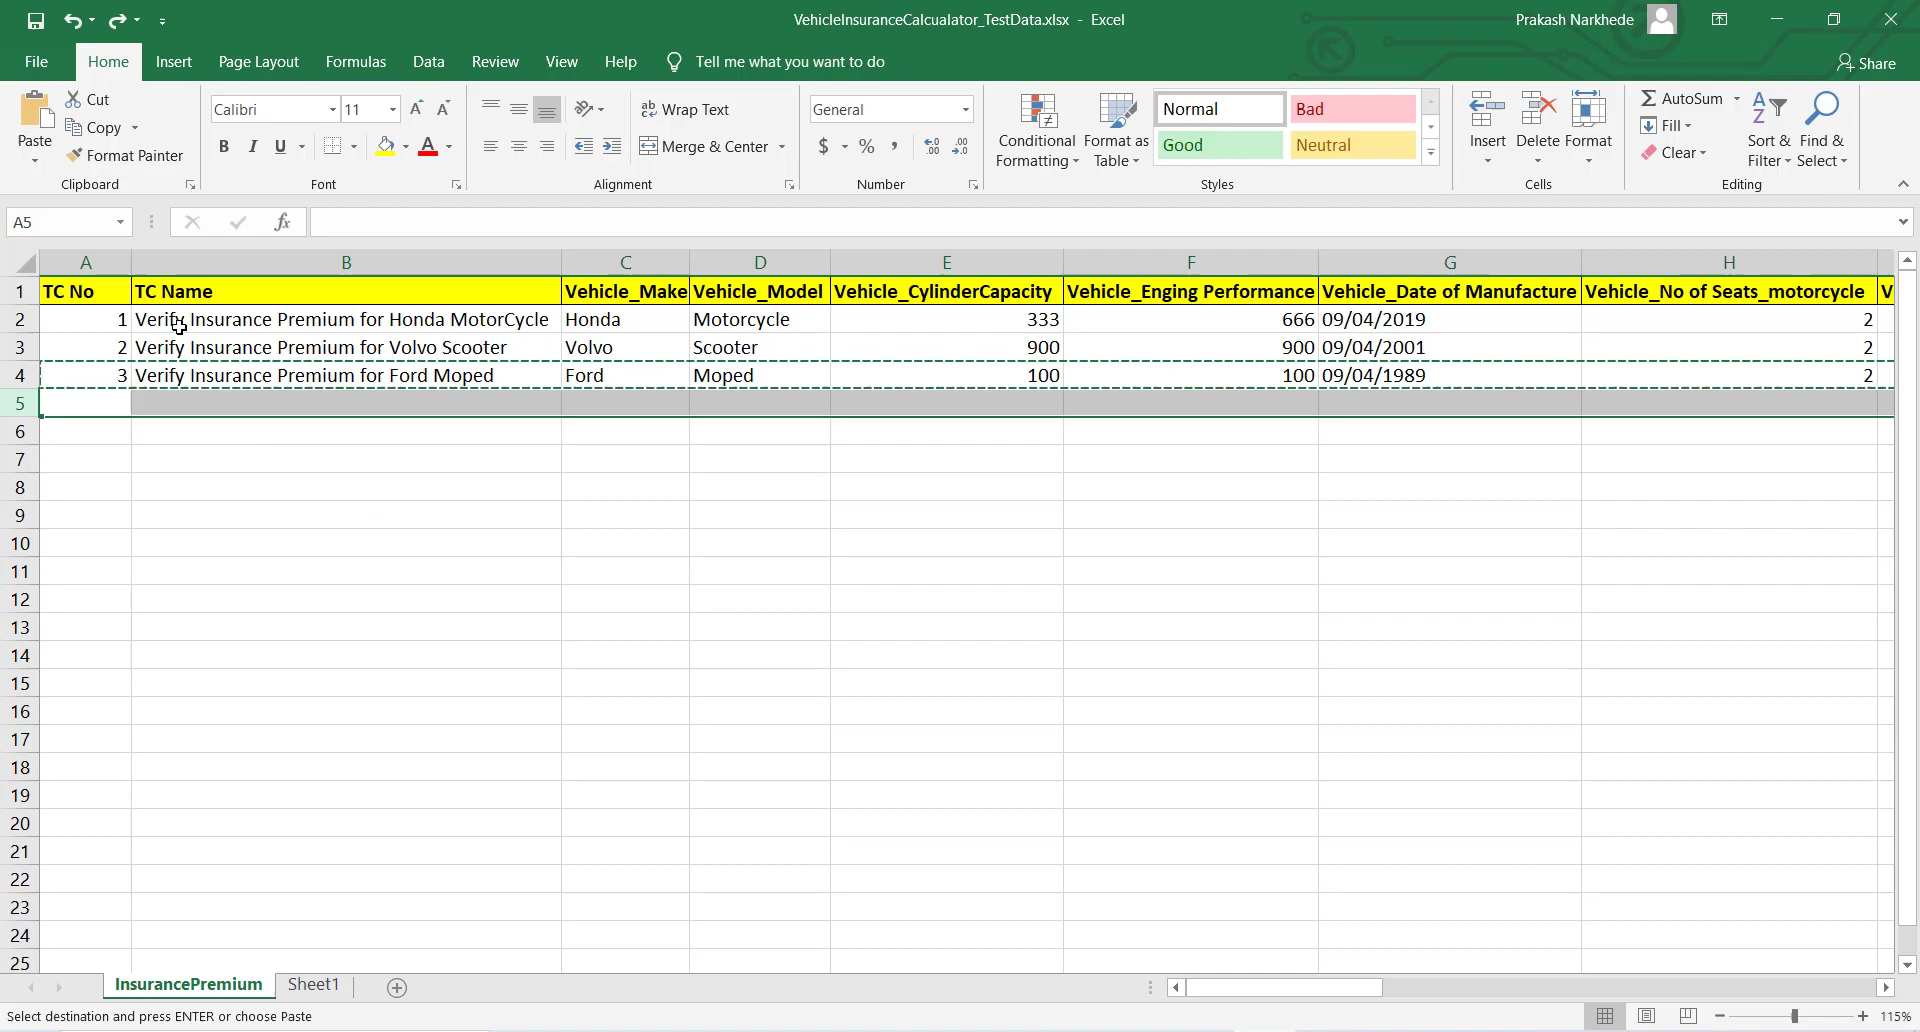 VehicleInsuranceCalcualator_TestData.xlsx - Excel
Prakash Narkhede
File Home Insert Page Layout Formulas Data Review View Help Tell me what you want to do Share
Paste
Cut
Copy
Format Painter
Clipboard
Calibri 11 A A
B I U A
Font
ab Wrap Text
Merge & Center
Alignment
General
$ % ,
Number
Conditional Formatting
Format as Table
Normal Bad
Good Neutral
Styles
Insert Delete Format
Cells
AutoSum
Fill
Clear
Sort & Filter
Find & Select
Editing
A5 fx
A B C D E F G H
1 TC No TC Name Vehicle_Make Vehicle_Model Vehicle_CylinderCapacity Vehicle_Enging Performance Vehicle_Date of Manufacture Vehicle_No of Seats_motorcycle V
2 1 Verify Insurance Premium for Honda MotorCycle Honda Motorcycle 333 666 09/04/2019 2
3 2 Verify Insurance Premium for Volvo Scooter Volvo Scooter 900 900 09/04/2001 2
4 3 Verify Insurance Premium for Ford Moped Ford Moped 100 100 09/04/1989 2
5
6
7
8
9
10
11
12
13
14
15
16
17
18
19
20
21
22
23
24
25
InsurancePremium Sheet1
Select destination and press ENTER or choose Paste
115%